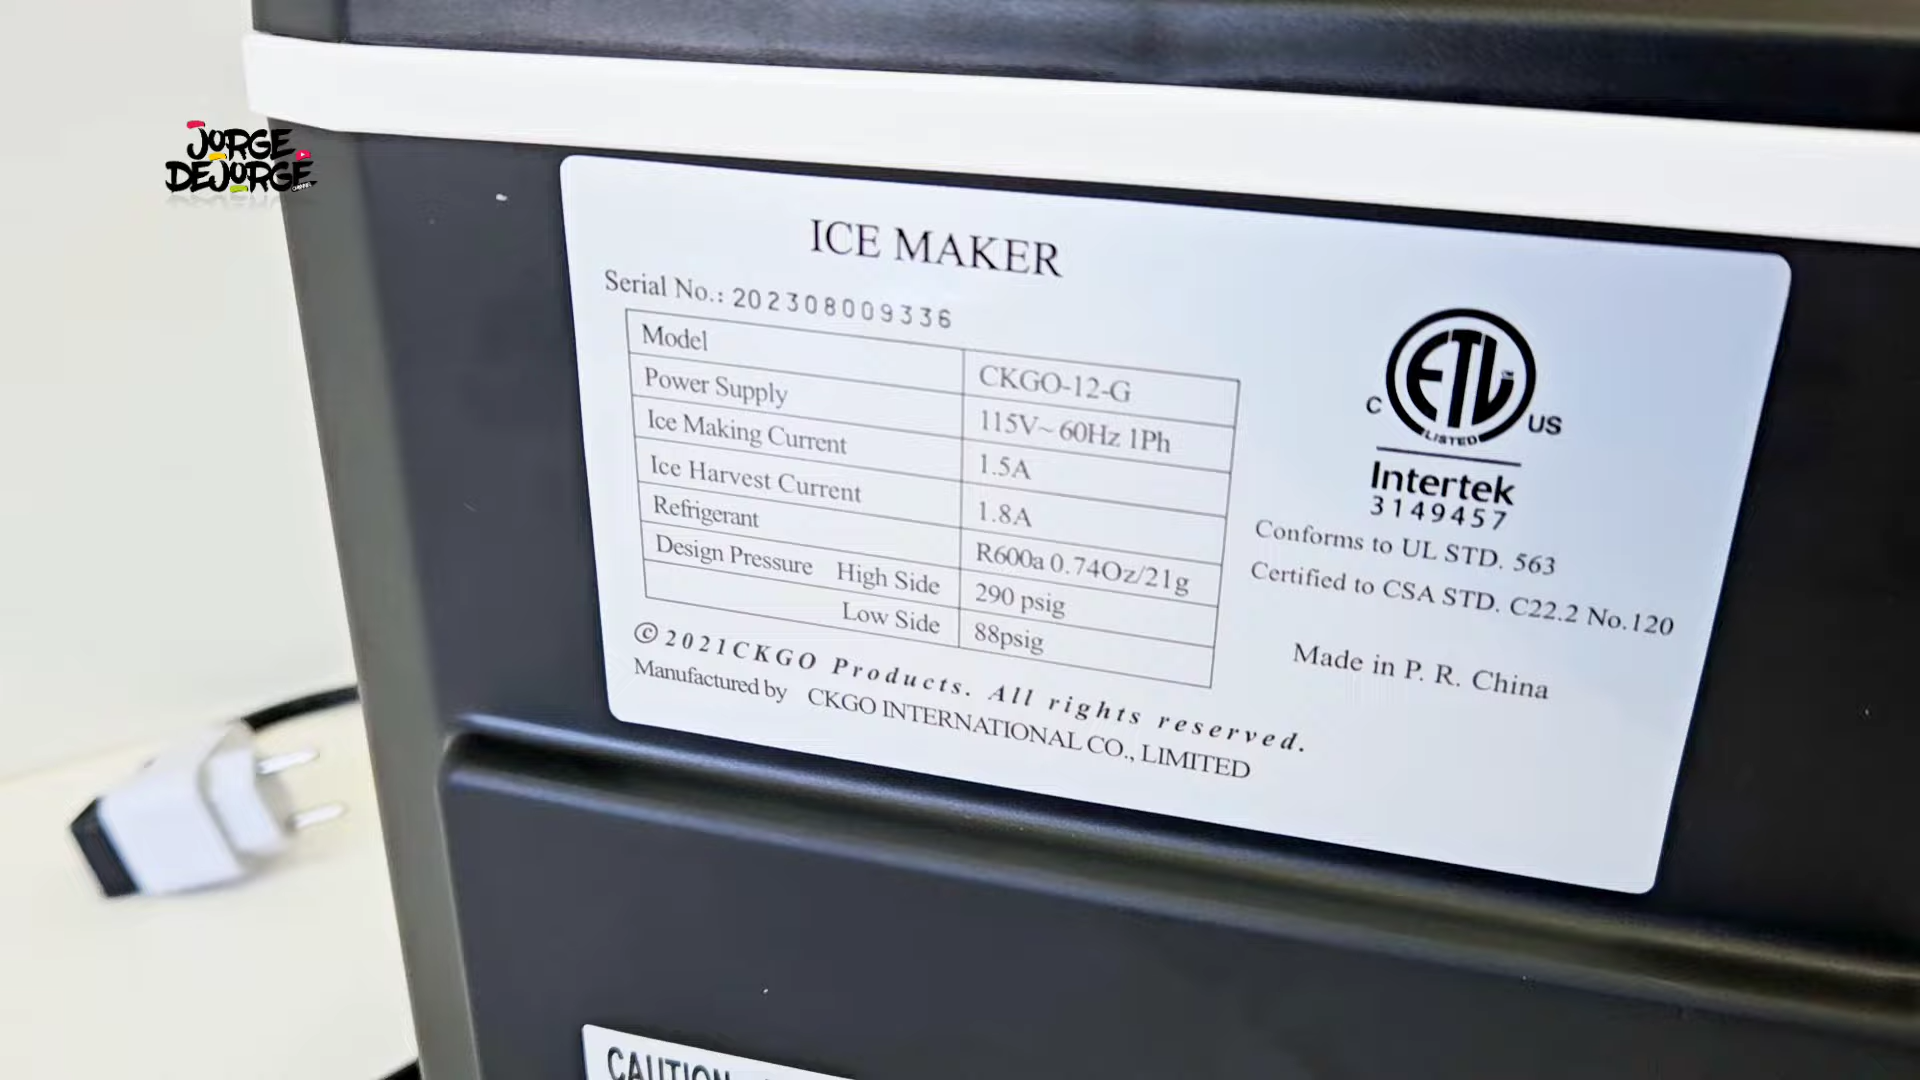 JORGE
DEJORGE
ICE MAKER
Serial No.: 202308009336
Model CKGO-12-G
Power Supply 115V~60Hz 1Ph
Ice Making Current 1.5A
Ice Harvest Current 1.8A
Refrigerant R600a 0.74Oz/21g
Design Pressure High Side 290 psig
Low Side 88psig
©2021CKGO Products. All rights reserved.
Manufactured by CKGO INTERNATIONAL CO., LIMITED
ETL
LISTED
C US
Intertek
3149457
Conforms to UL STD. 563
Certified to CSA STD. C22.2 No.120
Made in P. R. China
CAUTION